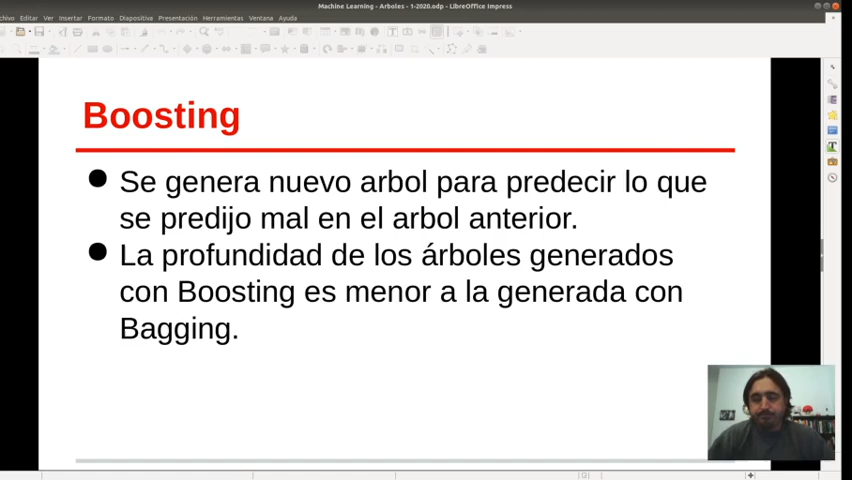 Machine Learning - Arboles - 1-2020.odp - LibreOffice Impress
chivo Editar Ver Insertar Formato Diapositiva Presentación Herramientas Ventana Ayuda
Boosting
● Se genera nuevo arbol para predecir lo que
se predijo mal en el arbol anterior.
● La profundidad de los árboles generados
con Boosting es menor a la generada con
Bagging.